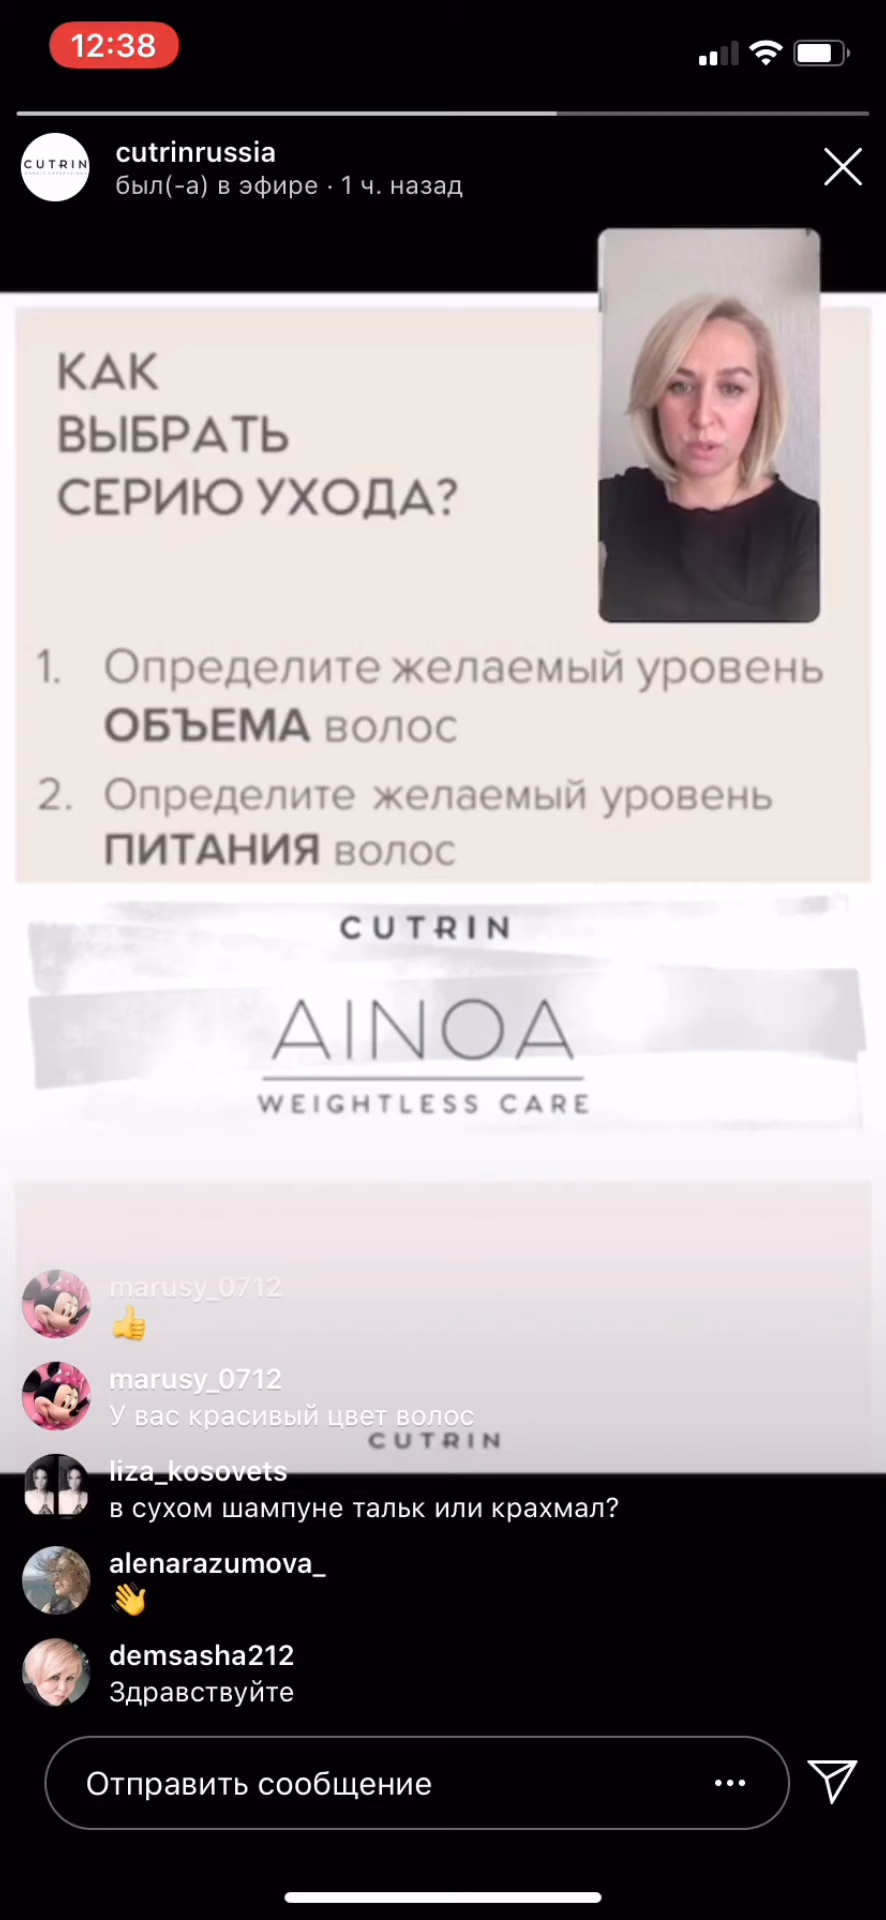 12:38
CUTRIN
cutrinrussia
был(-а) в эфире · 1 ч. назад
КАК
ВЫБРАТЬ
СЕРИЮ УХОДА?
1. Определите желаемый уровень
ОБЪЕМА волос
2. Определите желаемый уровень
ПИТАНИЯ волос
CUTRIN
AINOA
WEIGHTLESS CARE
marusy_0712
👍
marusy_0712
У вас красивый цвет волос
CUTRIN
liza_kosovets
в сухом шампуне тальк или крахмал?
alenarazumova_
👋
demsasha212
Здравствуйте
Отправить сообщение